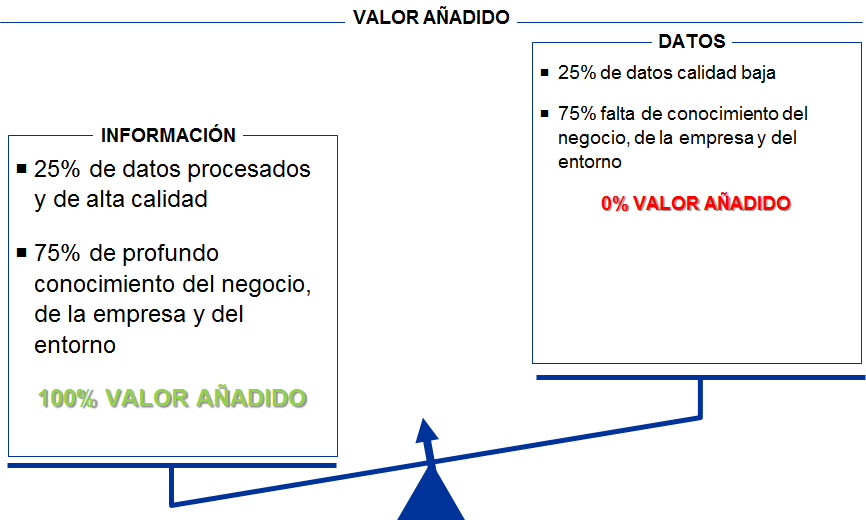 VALOR AÑADIDO
INFORMACIÓN
▪ 25% de datos procesados
y de alta calidad
▪ 75% de profundo
conocimiento del negocio,
de la empresa y del
entorno
100% VALOR AÑADIDO
DATOS
▪ 25% de datos calidad baja
▪ 75% falta de conocimiento del
negocio, de la empresa y del
entorno
0% VALOR AÑADIDO